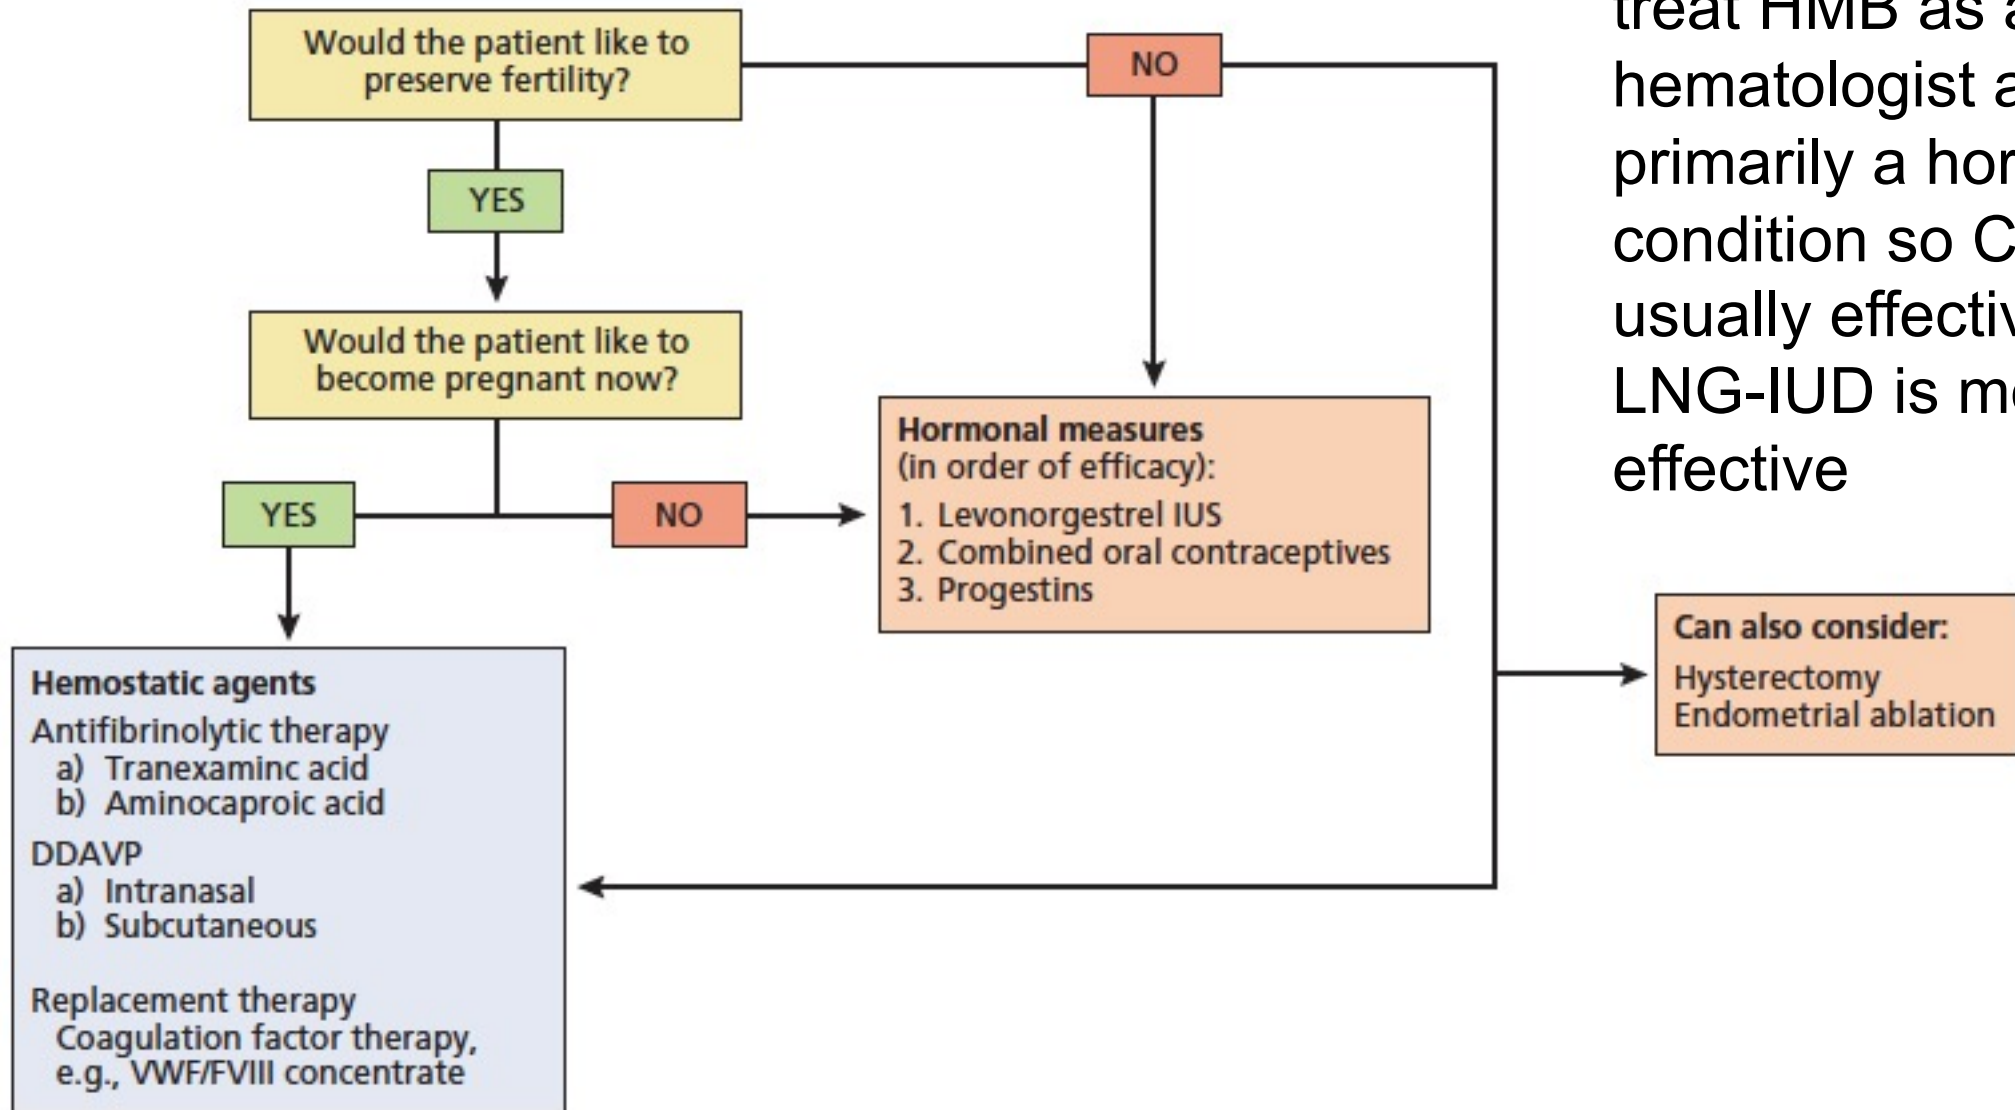 Would the patient like to
preserve fertility?
NO
YES
Would the patient like to
become pregnant now?
YES
NO
Hormonal measures
(in order of efficacy):
1. Levonorgestrel IUS
2. Combined oral contraceptives
3. Progestins
Can also consider:
Hysterectomy
Endometrial ablation
Hemostatic agents
Antifibrinolytic therapy
a) Tranexaminc acid
b) Aminocaproic acid
DDAVP
a) Intranasal
b) Subcutaneous
Replacement therapy
Coagulation factor therapy,
e.g., VWF/FVIII concentrate
treat HMB as
hematologist
primarily a
condition so
usually
LNG-IUD is
effective